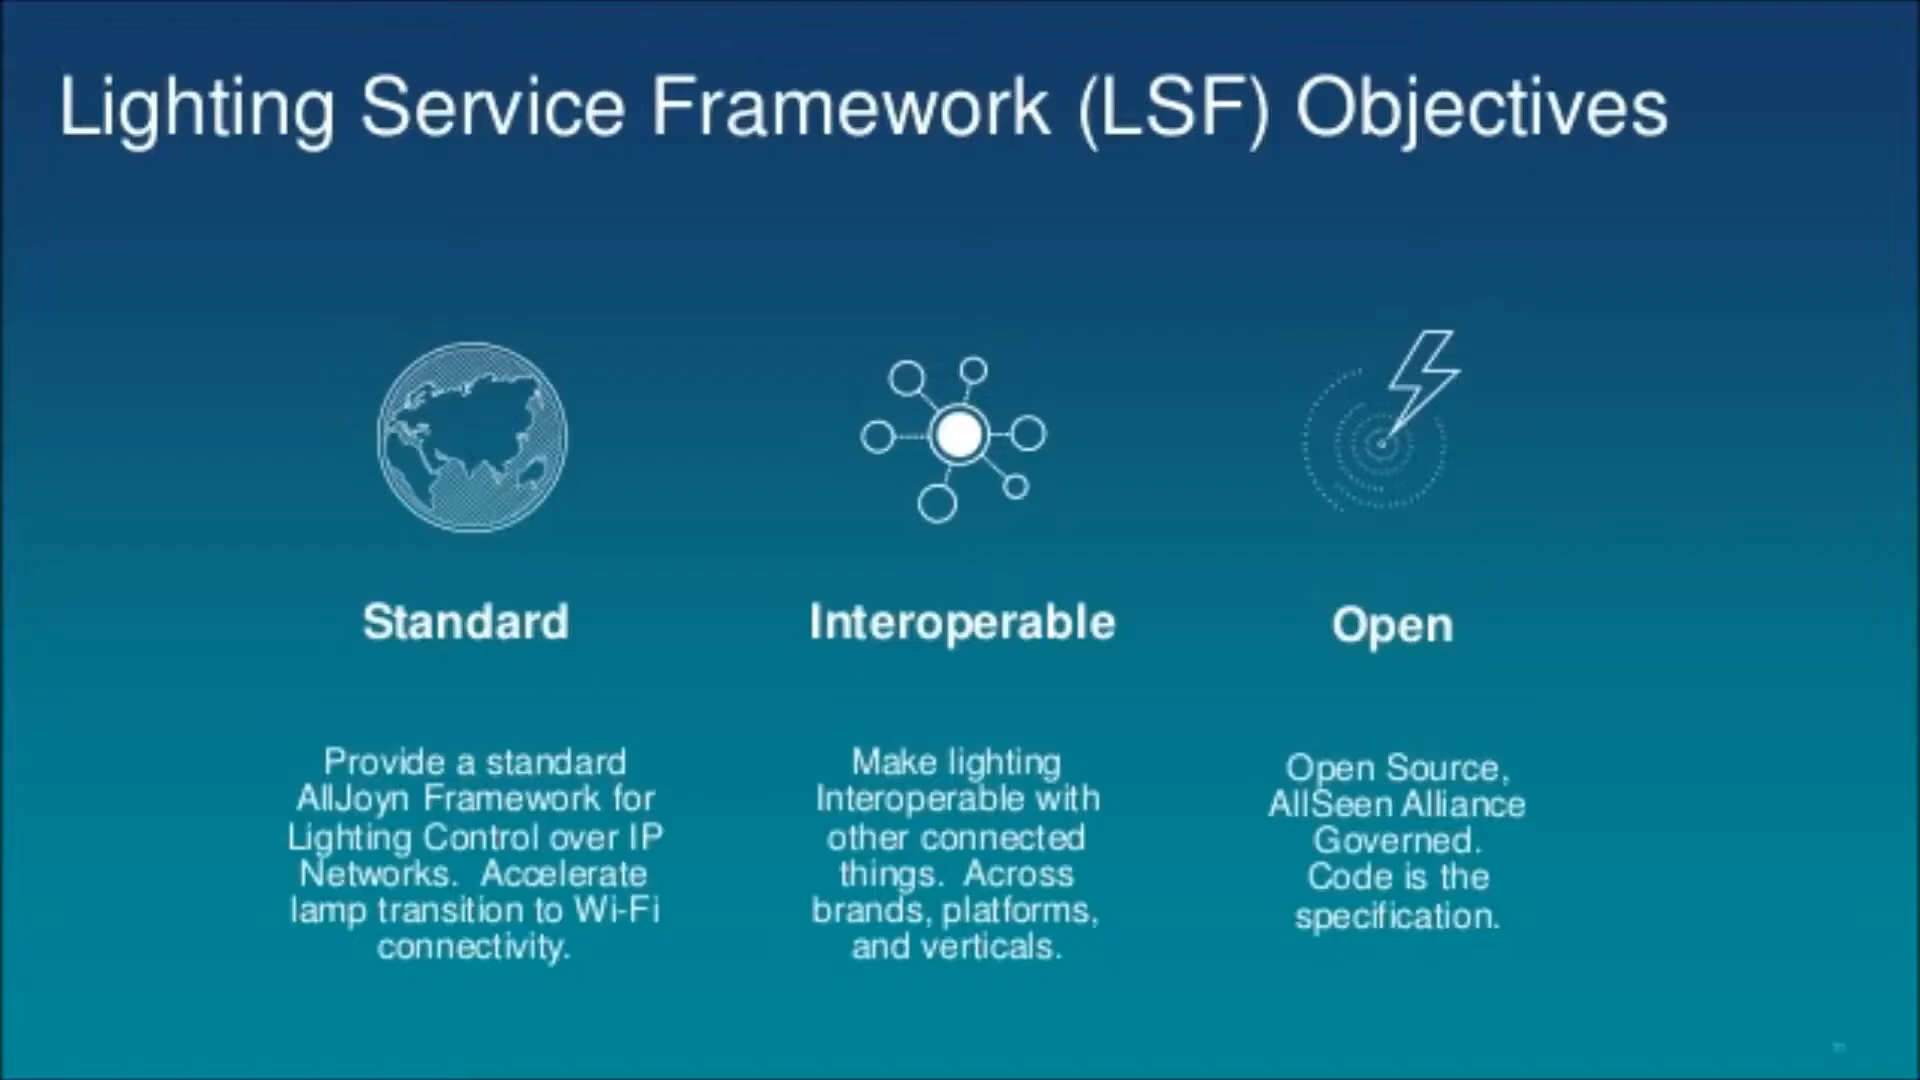 Lighting Service Framework (LSF) Objectives
Standard
Provide a standard
AllJoyn Framework for
Lighting Control over IP
Networks. Accelerate
lamp transition to Wi-Fi
connectivity.
Interoperable
Make lighting
Interoperable with
other connected
things. Across
brands, platforms,
and verticals.
Open
Open Source,
AllSeen Alliance
Governed.
Code is the
specification.